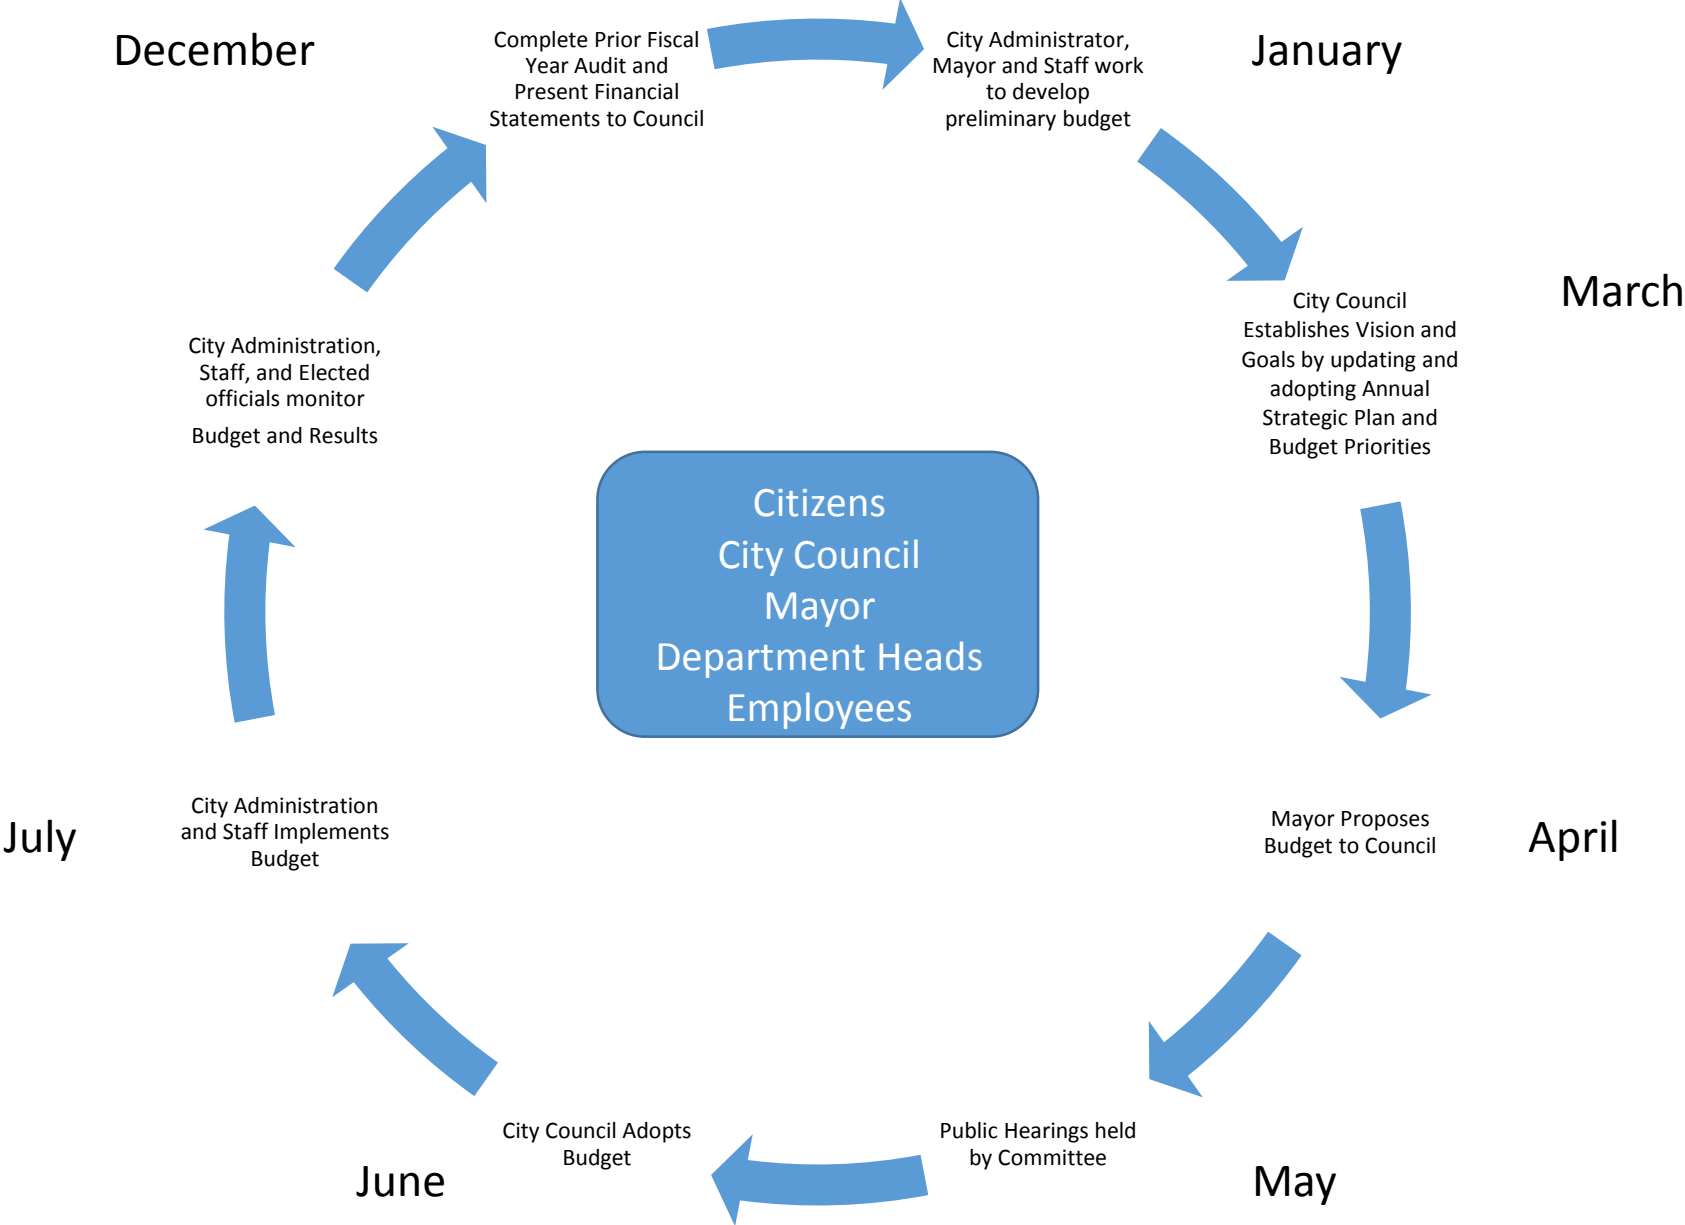 December
Complete Prior Fiscal
Year Audit and
Present Financial
Statements to Council
City Administrator,
Mayor and Staff work
to develop
preliminary budget
January
March
City Council
Establishes Vision and
Goals by updating and
adopting Annual
Strategic Plan and
Budget Priorities
City Administration,
Staff, and Elected
officials monitor
Budget and Results
Citizens
City Council
Mayor
Department Heads
Employees
July
City Administration
and Staff Implements
Budget
Mayor Proposes
Budget to Council
April
June
City Council Adopts
Budget
Public Hearings held
by Committee
May